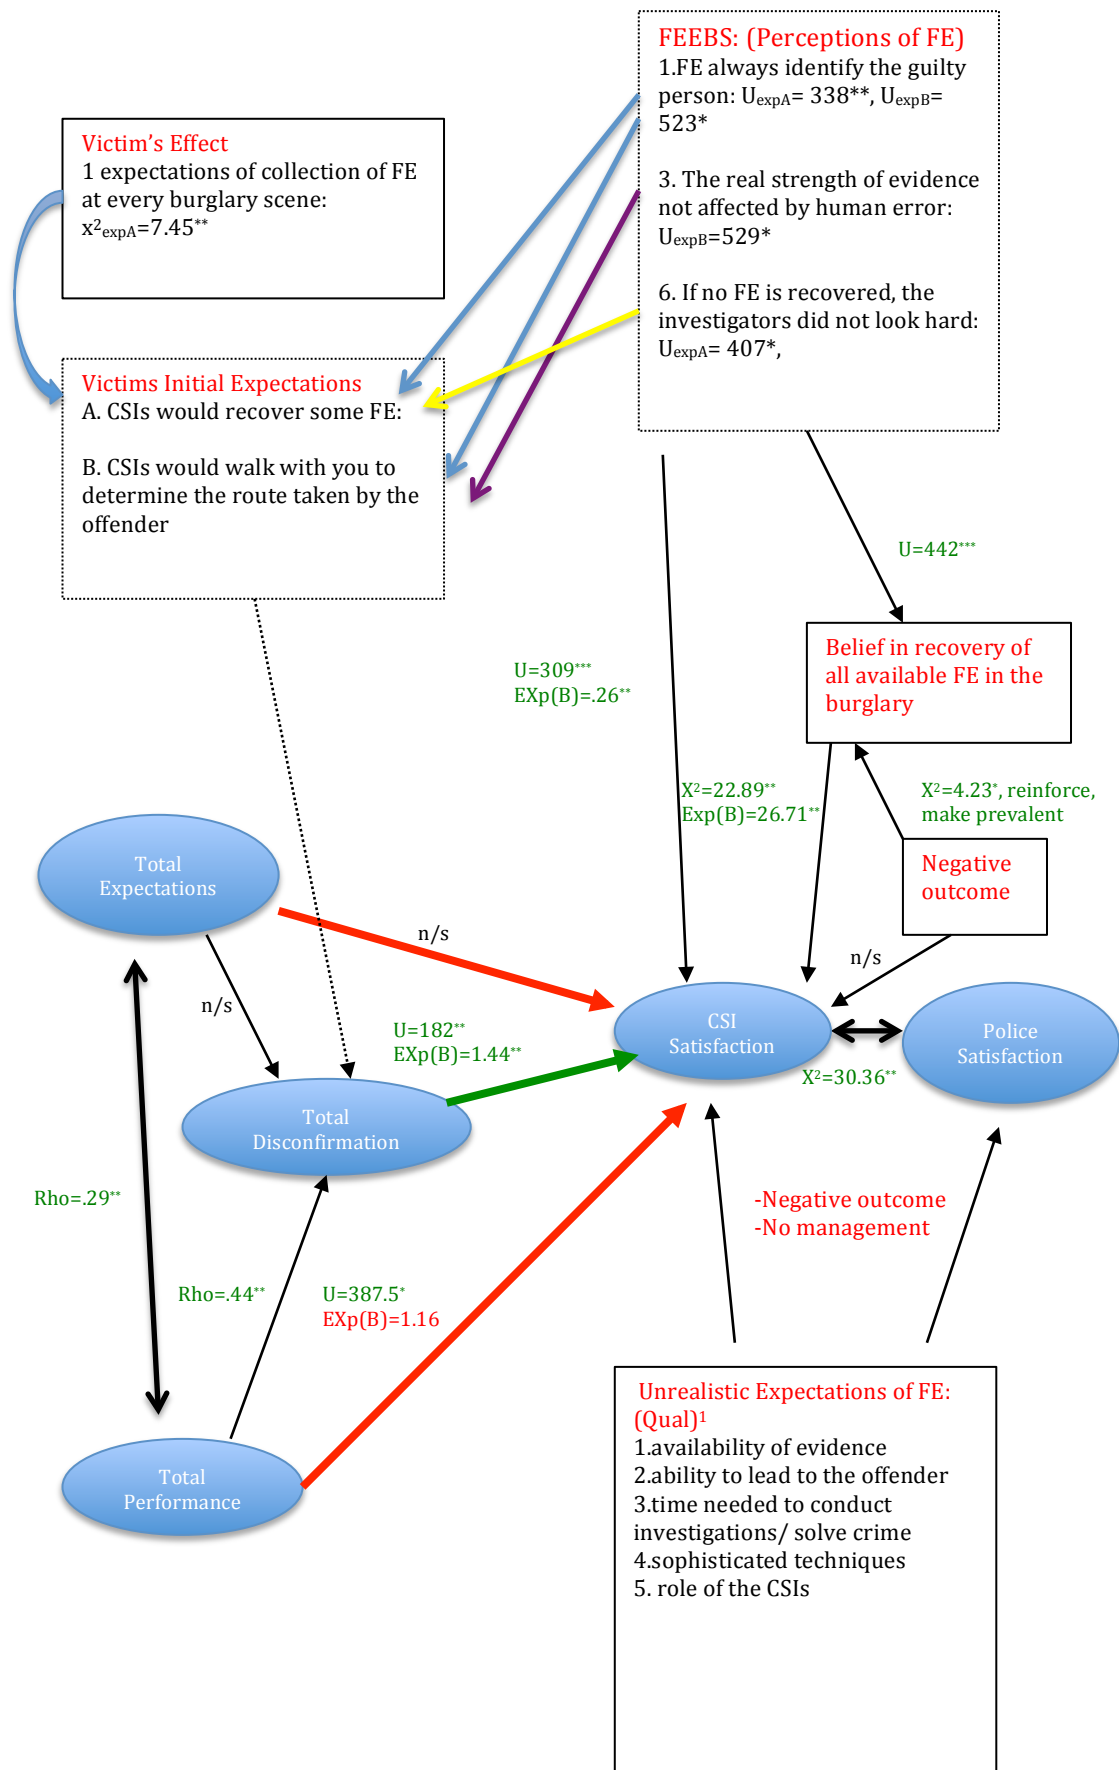 FEEBS: (Perceptions of FE)
1.FE always identify the guilty
person: UexpA= 338**, UexpB=
523*
3. The real strength of evidence
not affected by human error:
UexpB=529*
6. If no FE is recovered, the
investigators did not look hard:
UexpA= 407*,
Victim's Effect
1 expectations of collection of FE
at every burglary scene:
x²expA=7.45**
Victims Initial Expectations
A. CSIs would recover some FE:
B. CSIs would walk with you to
determine the route taken by the
offender
U=442***
Belief in recovery of
all available FE in the
burglary
U=309***
EXp(B)=.26**
X²=22.89**
Exp(B)=26.71**
X²=4.23*, reinforce,
make prevalent
Negative
outcome
Total
Expectations
n/s
n/s
n/s
CSI
Satisfaction
Police
Satisfaction
U=182**
EXp(B)=1.44**
X²=30.36**
Total
Disconfirmation
Rho=.29**
-Negative outcome
-No management
Rho=.44**
U=387.5*
EXp(B)=1.16
Total
Performance
Unrealistic Expectations of FE:
(Qual)¹
1.availability of evidence
2.ability to lead to the offender
3.time needed to conduct
investigations/ solve crime
4.sophisticated techniques
5. role of the CSIs